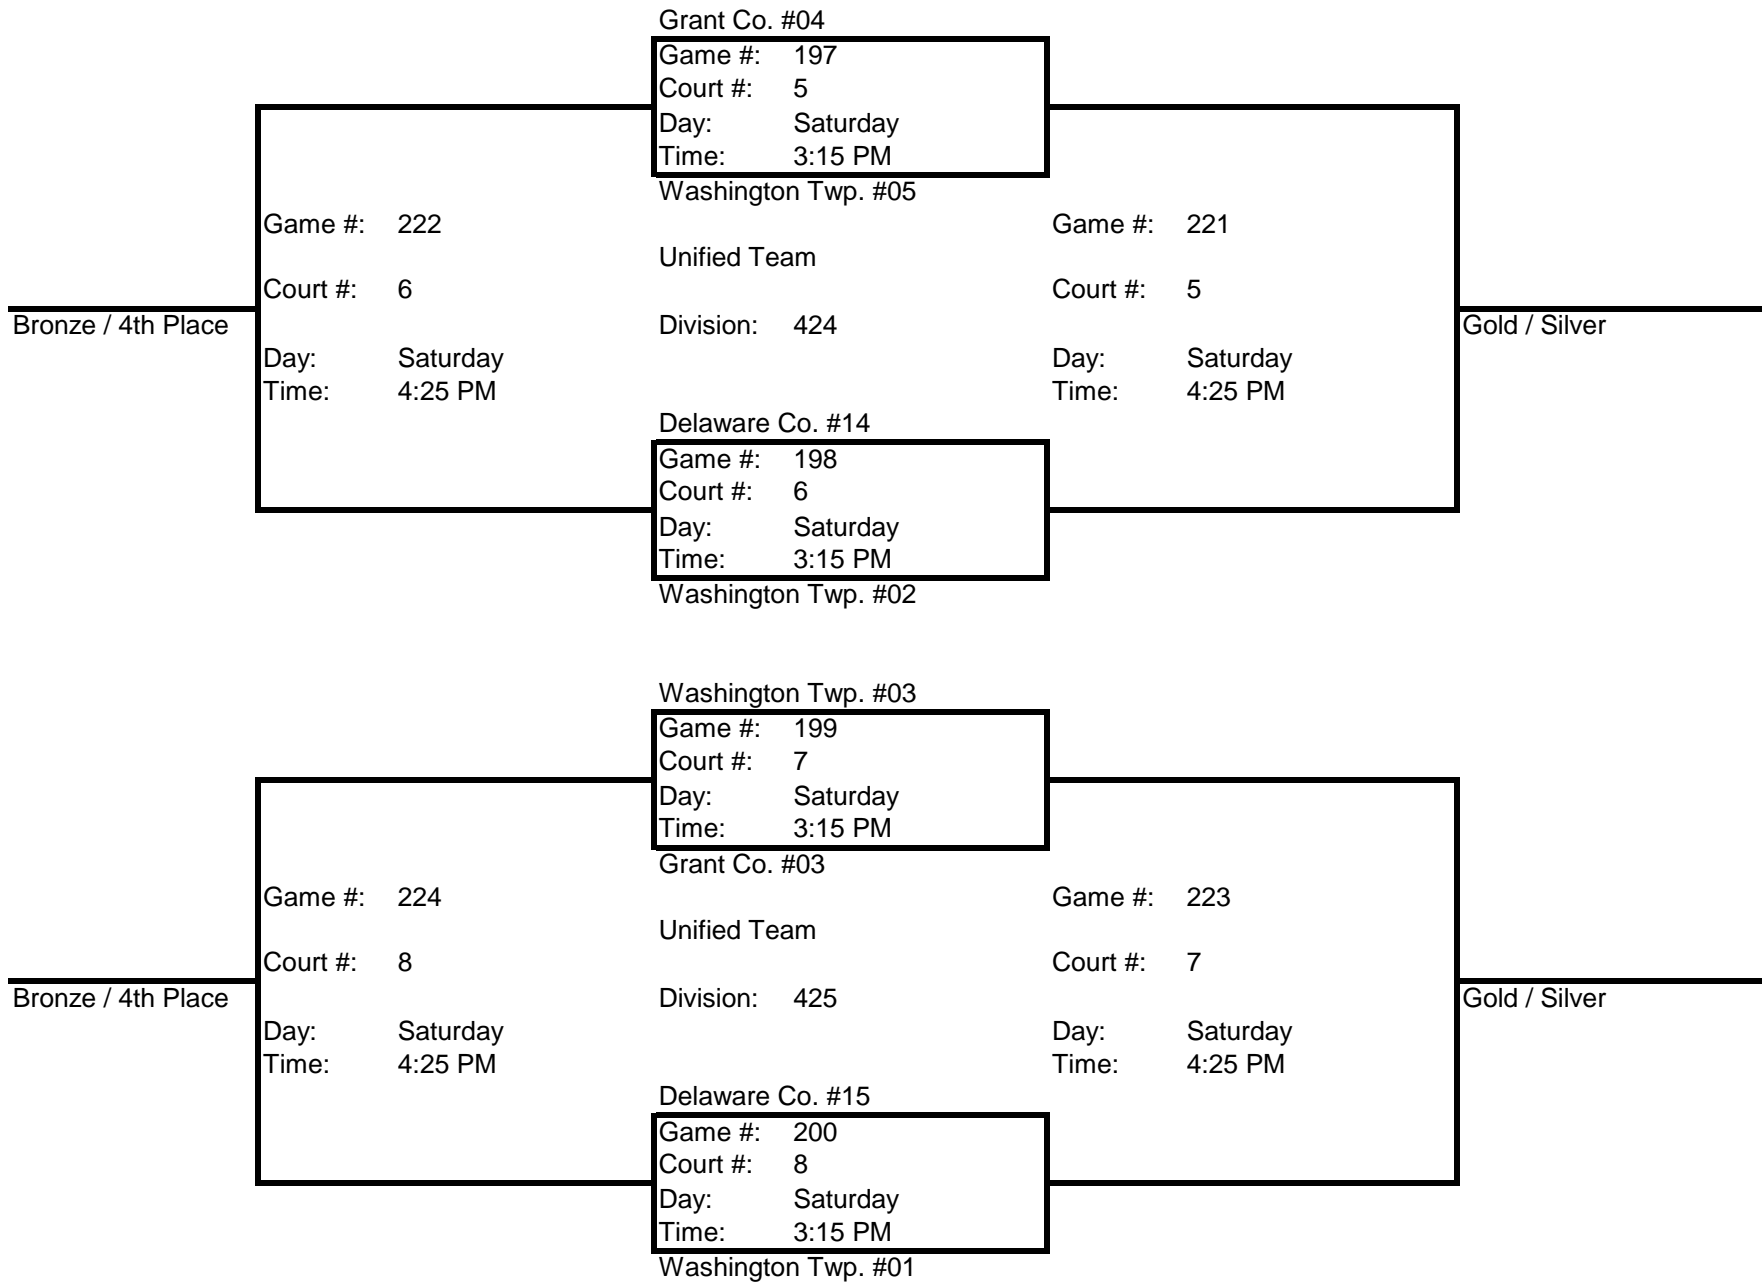 Grant Co. #04
Game #: 197
Court #: 5
Day: Saturday
Time: 3:15 PM
Washington Twp. #05
Game #: 222 Game #: 221
Unified Team
Court #: 6 Court #: 5
Bronze / 4th Place Division: 424 Gold / Silver
Day: Saturday Day: Saturday
Time: 4:25 PM Time: 4:25 PM
Delaware Co. #14
Game #: 198
Court #: 6
Day: Saturday
Time: 3:15 PM
Washington Twp. #02
Washington Twp. #03
Game #: 199
Court #: 7
Day: Saturday
Time: 3:15 PM
Grant Co. #03
Game #: 224 Game #: 223
Unified Team
Court #: 8 Court #: 7
Bronze / 4th Place Division: 425 Gold / Silver
Day: Saturday Day: Saturday
Time: 4:25 PM Time: 4:25 PM
Delaware Co. #15
Game #: 200
Court #: 8
Day: Saturday
Time: 3:15 PM
Washington Twp. #01